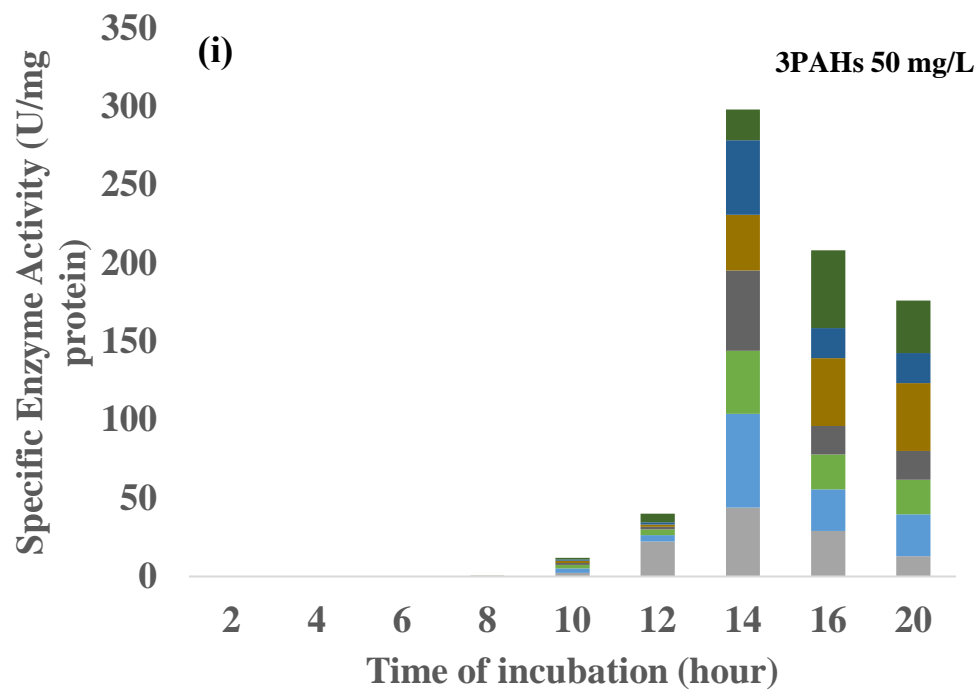 (i)
3PAHs 50 mg/L
Specific Enzyme Activity (U/mg
protein)
350
300
250
200
150
100
50
0
2 4 6 8 10 12 14 16 20
Time of incubation (hour)